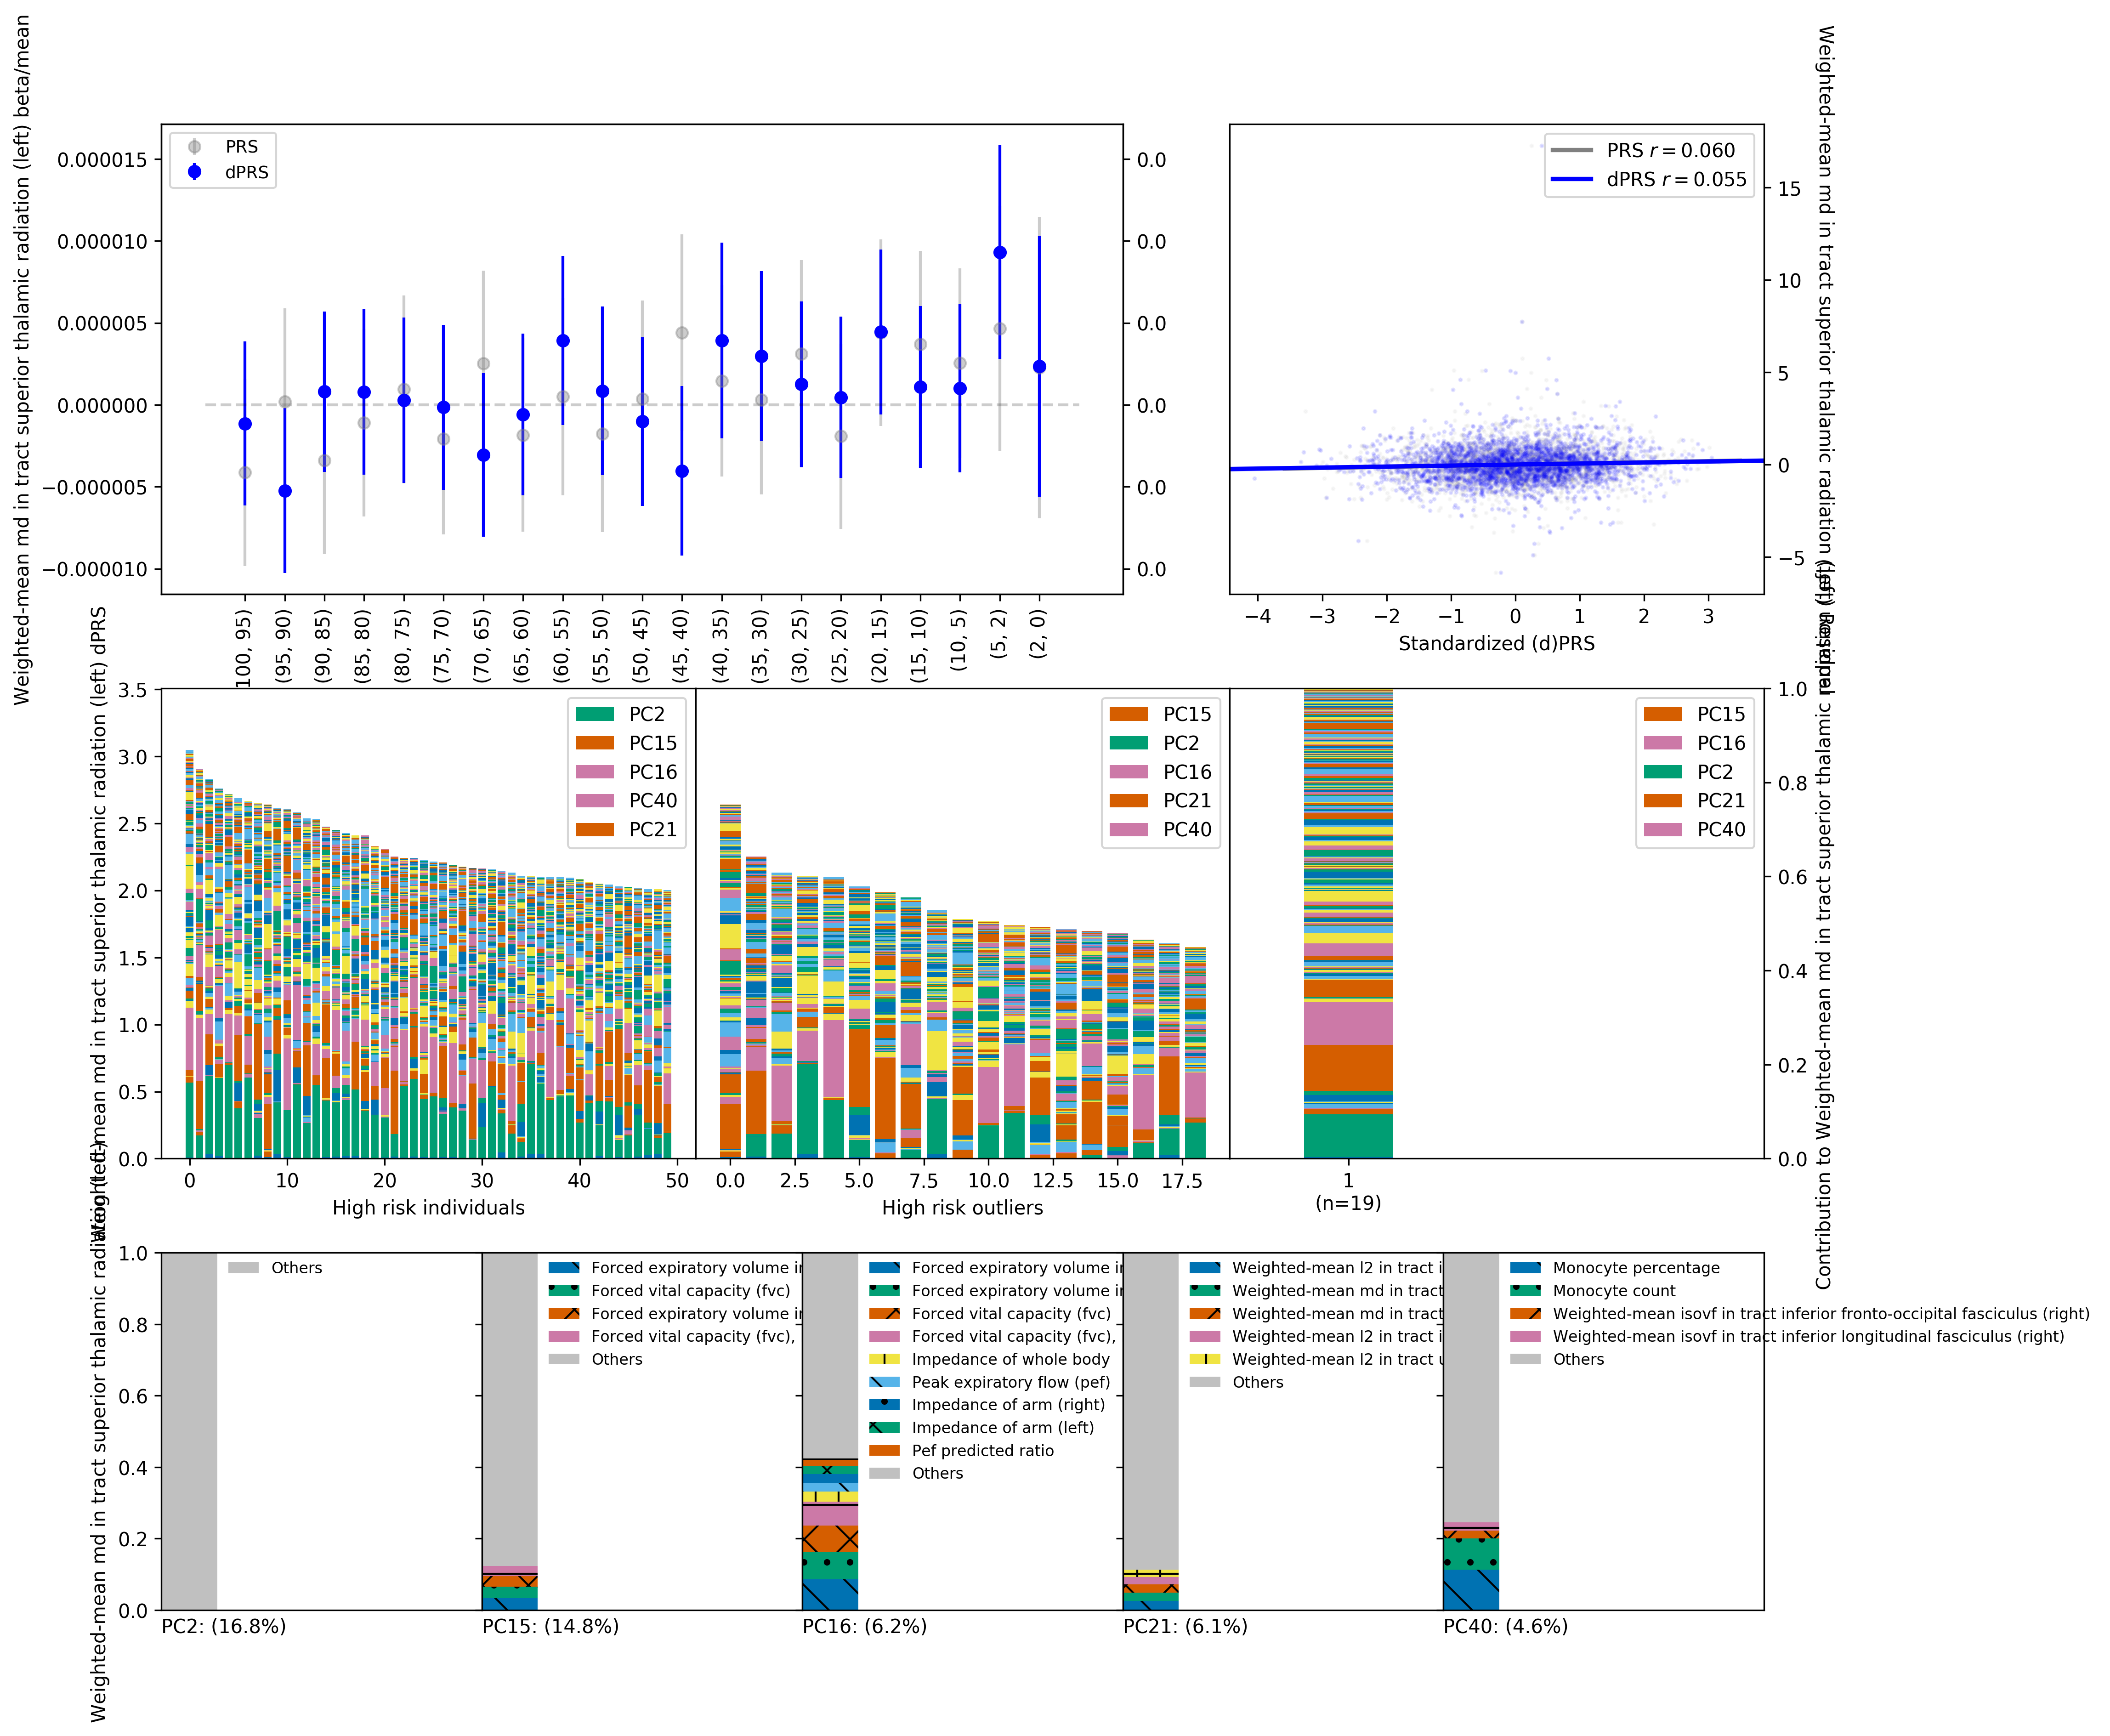 Weighted-mean md in tract superior thalamic radiation (left) beta/mean
0.000015
0.000010
0.000005
0.000000
−0.000005
−0.000010
PRS
dPRS
0.0
0.0
0.0
0.0
0.0
0.0
100, 95)
(95, 90)
(90, 85)
(85, 80)
(80, 75)
(75, 70)
(70, 65)
(65, 60)
(60, 55)
(55, 50)
(50, 45)
(45, 40)
(40, 35)
(35, 30)
(30, 25)
(25, 20)
(20, 15)
(15, 10)
(10, 5)
(5, 2)
(2, 0)
PRS r = 0.060
dPRS r = 0.055
15
10
5
0
−5
−4
−3
−2
−1
0
1
2
3
Standardized (d)PRS
Weighted-mean md in tract superior thalamic radiation (left)
mean md in tract superior thalamic radiation (left) dPRS
3.5
3.0
2.5
2.0
1.5
1.0
0.5
0.0
PC2
PC15
PC16
PC40
PC21
0
10
20
30
40
50
High risk individuals
PC15
PC2
PC16
PC21
PC40
0.0
2.5
5.0
7.5
10.0
12.5
15.0
17.5
High risk outliers
PC15
PC16
PC2
PC21
PC40
1
(n=19)
1.0
0.8
0.6
0.4
0.2
0.0
Contribution to Weighted-mean md in tract superior thalamic
Weighted-mean md in tract superior thalamic
1.0
0.8
0.6
0.4
0.2
0.0
Others
PC2: (16.8%)
Forced expiratory volume
Forced vital capacity (fvc)
Forced expiratory volume
Forced vital capacity (fvc),
Others
PC15: (14.8%)
Forced expiratory volume
Forced expiratory volume
Forced vital capacity (fvc)
Forced vital capacity (fvc),
Impedance of whole body
Peak expiratory flow (pef)
Impedance of arm (right)
Impedance of arm (left)
Pef predicted ratio
Others
PC16: (6.2%)
Weighted-mean l2 in tract
Weighted-mean md in tract
Weighted-mean md in tract
Weighted-mean l2 in tract
Weighted-mean l2 in tract
Others
PC21: (6.1%)
Monocyte percentage
Monocyte count
Weighted-mean isovf in tract inferior fronto-occipital fasciculus (right)
Weighted-mean isovf in tract inferior longitudinal fasciculus (right)
Others
PC40: (4.6%)